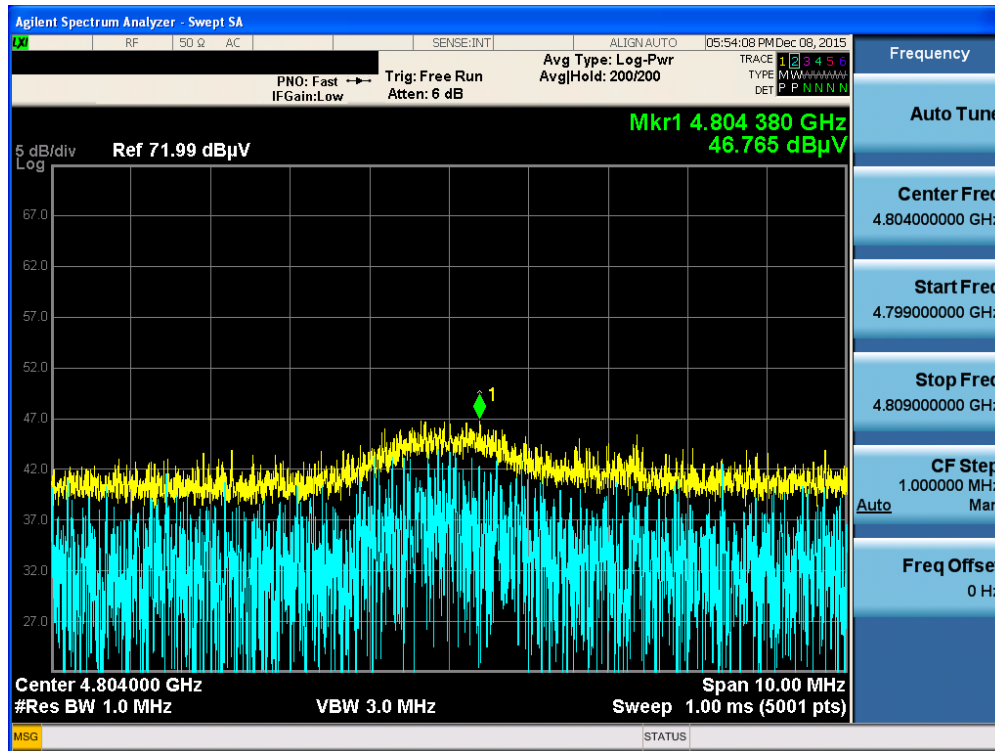 Agilent Spectrum Analyzer - Swept SA
LXI RF 50 Ω AC SENSE:INT ALIGN AUTO 05:54:08 PM Dec 08, 2015
Frequency
Avg Type: Log-Pwr TRACE 1 2 3 4 5 6
PNO: Fast Trig: Free Run Avg|Hold: 200/200 TYPE M W
IFGain:Low Atten: 6 dB DET P P N N N N
Auto Tune
Mkr1 4.804 380 GHz
46.765 dBµV
5 dB/div Ref 71.99 dBµV
Log
67.0
62.0
57.0
52.0
47.0
42.0
37.0
32.0
27.0
1
Center Freq
4.804000000 GHz
Start Freq
4.799000000 GHz
Stop Freq
4.809000000 GHz
CF Step
1.000000 MHz
Auto Man
Freq Offset
0 Hz
Center 4.804000 GHz Span 10.00 MHz
#Res BW 1.0 MHz VBW 3.0 MHz Sweep 1.00 ms (5001 pts)
MSG STATUS